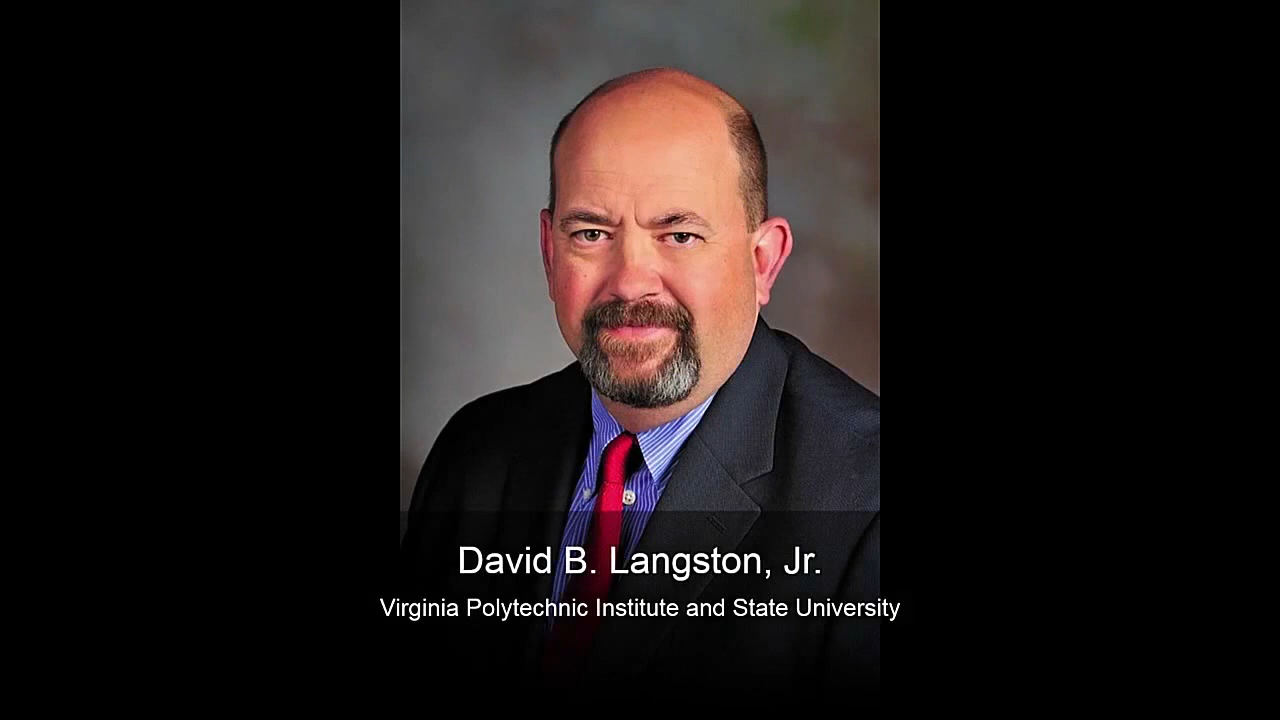 David B. Langston, Jr.
Virginia Polytechnic Institute and State University